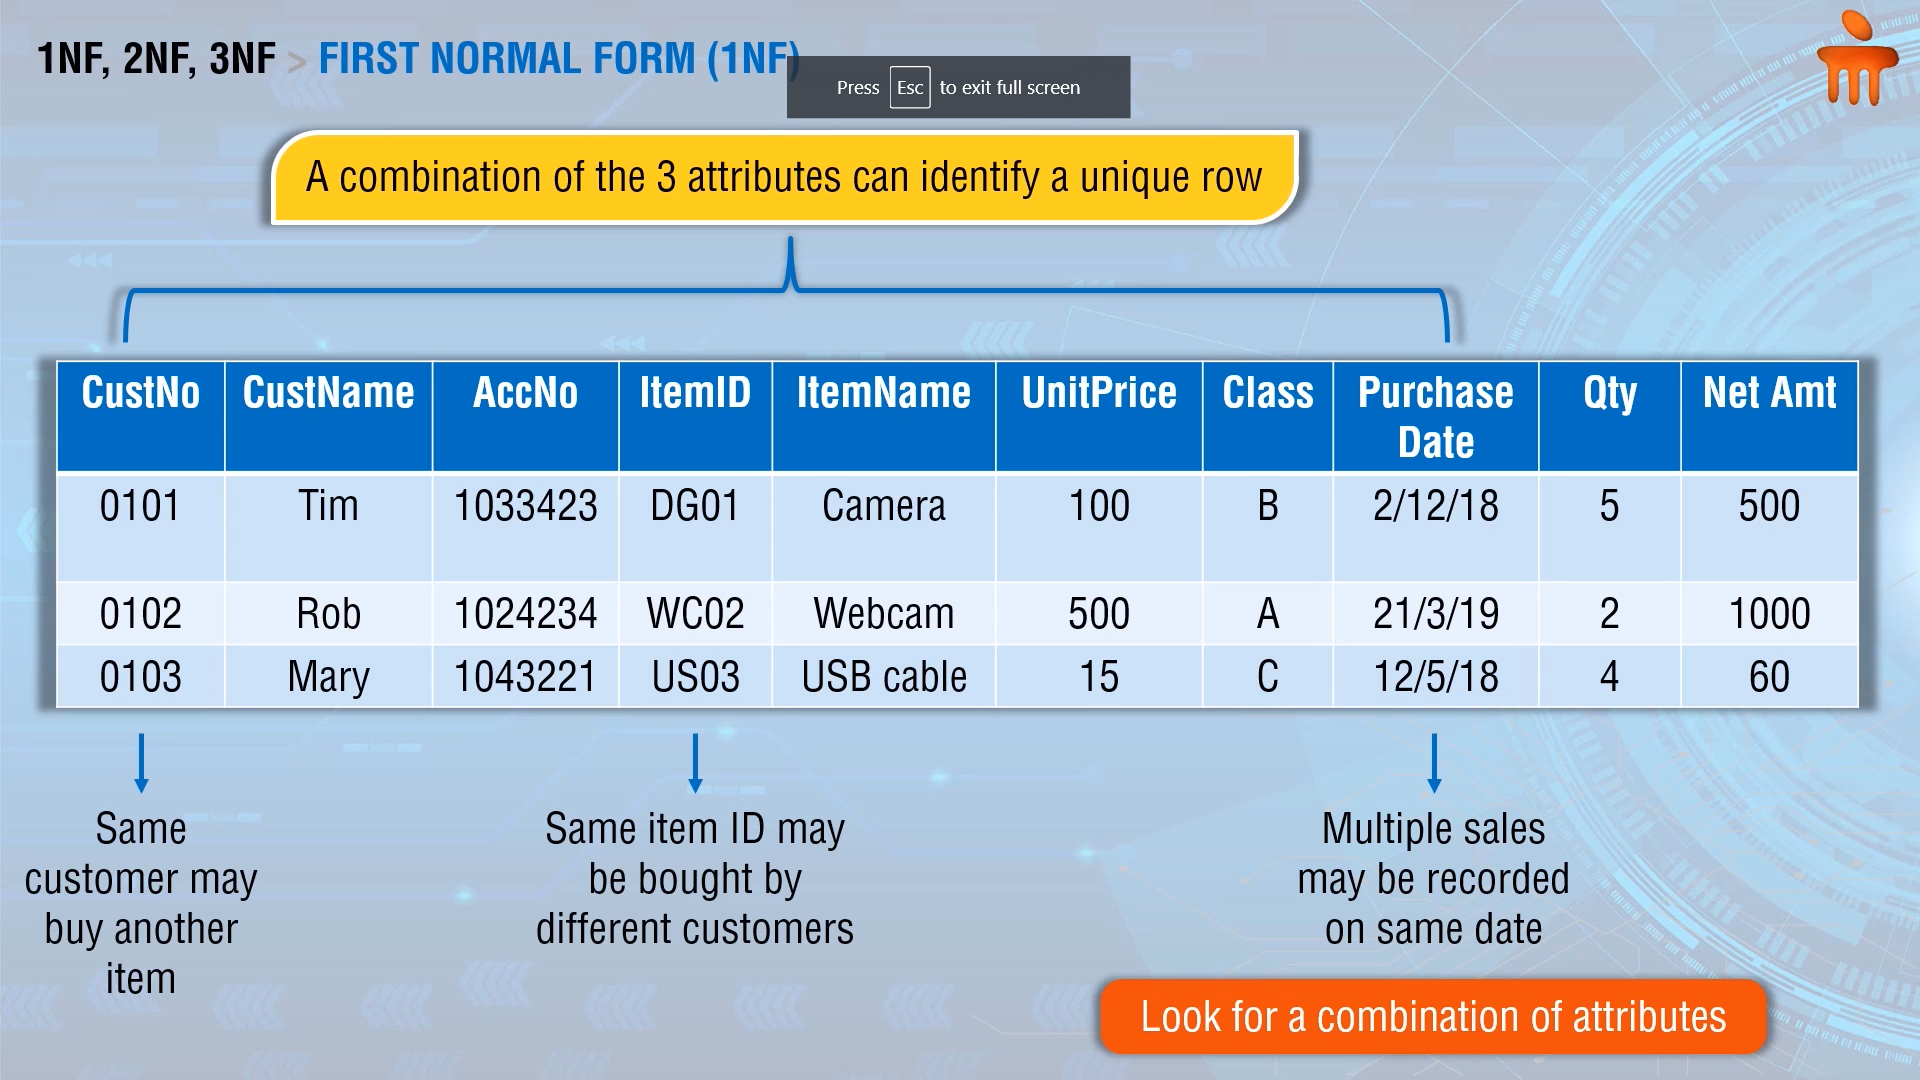 1NF, 2NF, 3NF > FIRST NORMAL FORM (1NF)
Press Esc to exit full screen
A combination of the 3 attributes can identify a unique row
CustNo CustName AccNo ItemID ItemName UnitPrice Class Purchase Date Qty Net Amt
0101 Tim 1033423 DG01 Camera 100 B 2/12/18 5 500
0102 Rob 1024234 WC02 Webcam 500 A 21/3/19 2 1000
0103 Mary 1043221 US03 USB cable 15 C 12/5/18 4 60
Same
customer may
buy another
item
Same item ID may
be bought by
different customers
Multiple sales
may be recorded
on same date
Look for a combination of attributes